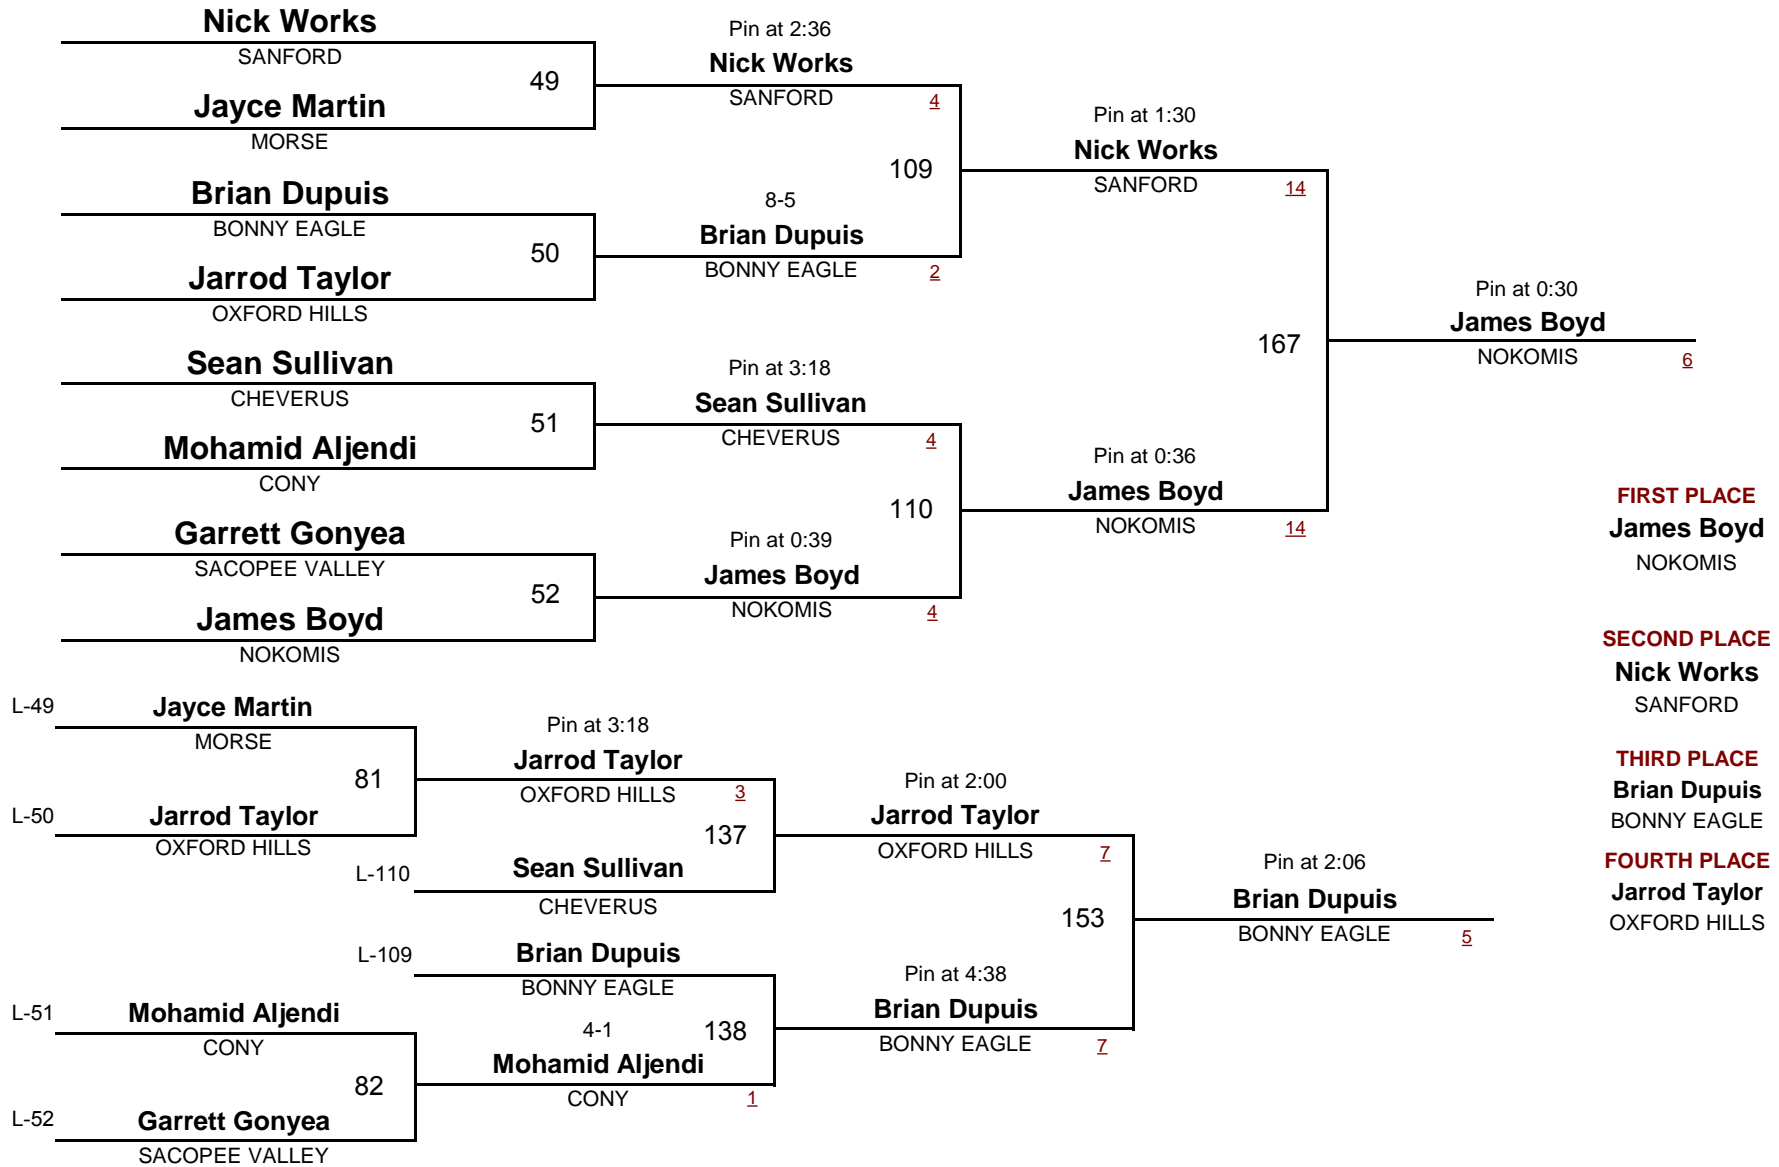 Nick Works
SANFORD
49
Jayce Martin
MORSE
Brian Dupuis
BONNY EAGLE
50
Jarrod Taylor
OXFORD HILLS
Sean Sullivan
CHEVERUS
51
Mohamid Aljendi
CONY
Garrett Gonyea
SACOPEE VALLEY
52
James Boyd
NOKOMIS
Pin at 2:36
Nick Works
SANFORD 4
109
8-5
Brian Dupuis
BONNY EAGLE 2
Pin at 3:18
Sean Sullivan
CHEVERUS 4
110
Pin at 0:39
James Boyd
NOKOMIS 4
Pin at 1:30
Nick Works
SANFORD 14
167
Pin at 0:36
James Boyd
NOKOMIS 14
Pin at 0:30
James Boyd
NOKOMIS 6
FIRST PLACE
James Boyd
NOKOMIS
SECOND PLACE
Nick Works
SANFORD
THIRD PLACE
Brian Dupuis
BONNY EAGLE
FOURTH PLACE
Jarrod Taylor
OXFORD HILLS
L-49 Jayce Martin
MORSE
81
L-50 Jarrod Taylor
OXFORD HILLS
Pin at 3:18
Jarrod Taylor
OXFORD HILLS 3
137
L-110 Sean Sullivan
CHEVERUS
L-109 Brian Dupuis
BONNY EAGLE
138
4-1
Mohamid Aljendi
CONY 1
L-51 Mohamid Aljendi
CONY
82
L-52 Garrett Gonyea
SACOPEE VALLEY
Pin at 2:00
Jarrod Taylor
OXFORD HILLS 7
153
Pin at 4:38
Brian Dupuis
BONNY EAGLE 7
Pin at 2:06
Brian Dupuis
BONNY EAGLE 5